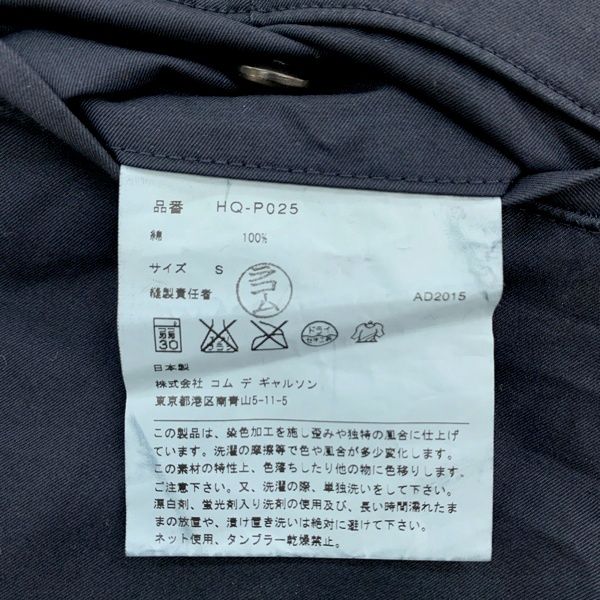 品番 HQ-P025
綿 100%
サイズ S
縫製責任者 AD2015
コム
30
ドライ
日本製
株式会社 コム デ ギャルソン
東京都港区南青山5-11-5
この製品は、染色加工を施し歪みや独特の風合に仕上げ
ています。洗濯の摩擦等で色や風合が多少変化します。
この素材の特性上、色落ちしたり他の物に色移りします。
ご注意下さい。又、洗濯の際、単独洗いをして下さい。
漂白剤、蛍光剤入り洗剤の使用及び、長い時間濡れたま
まの放置や、漬け置き洗いは絶対に避けて下さい。
ネット使用、タンブラー乾燥禁止。